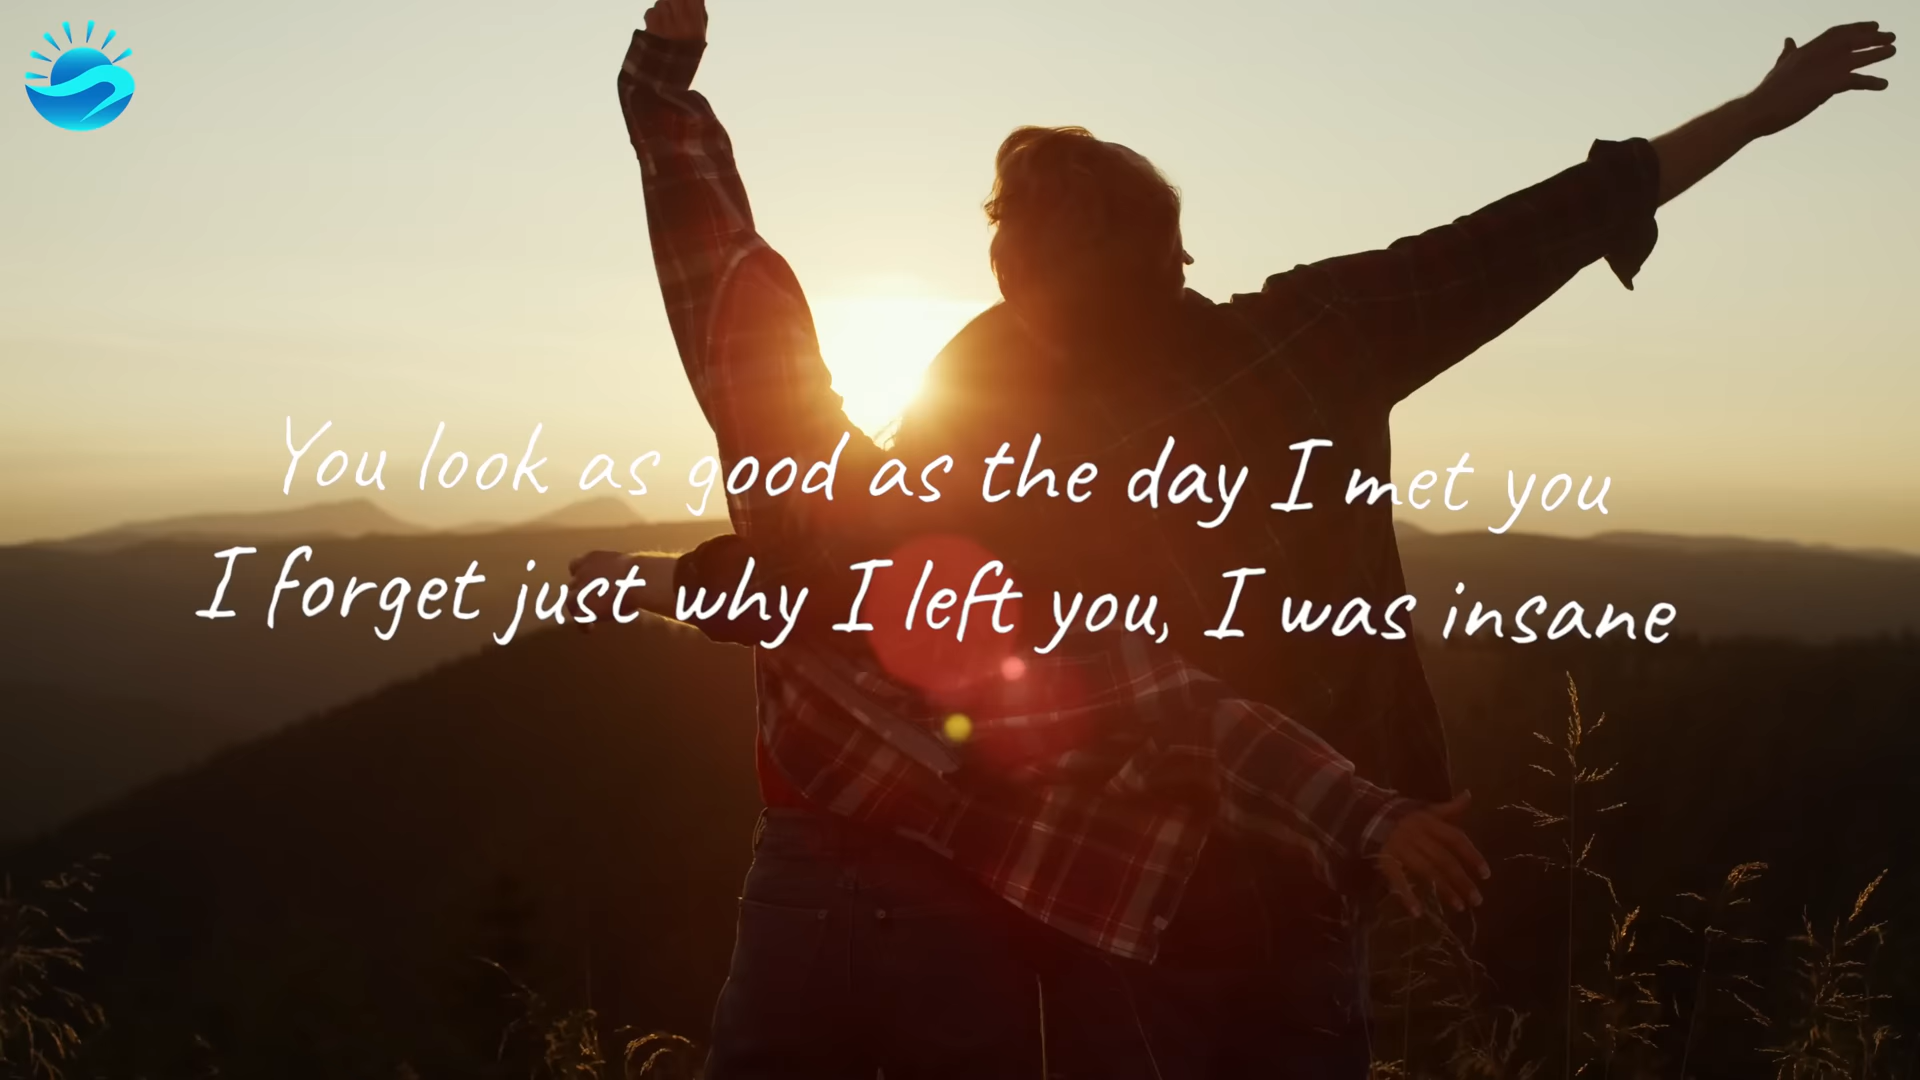 You look as good as the day I met you
I forget just why I left you, I was insane